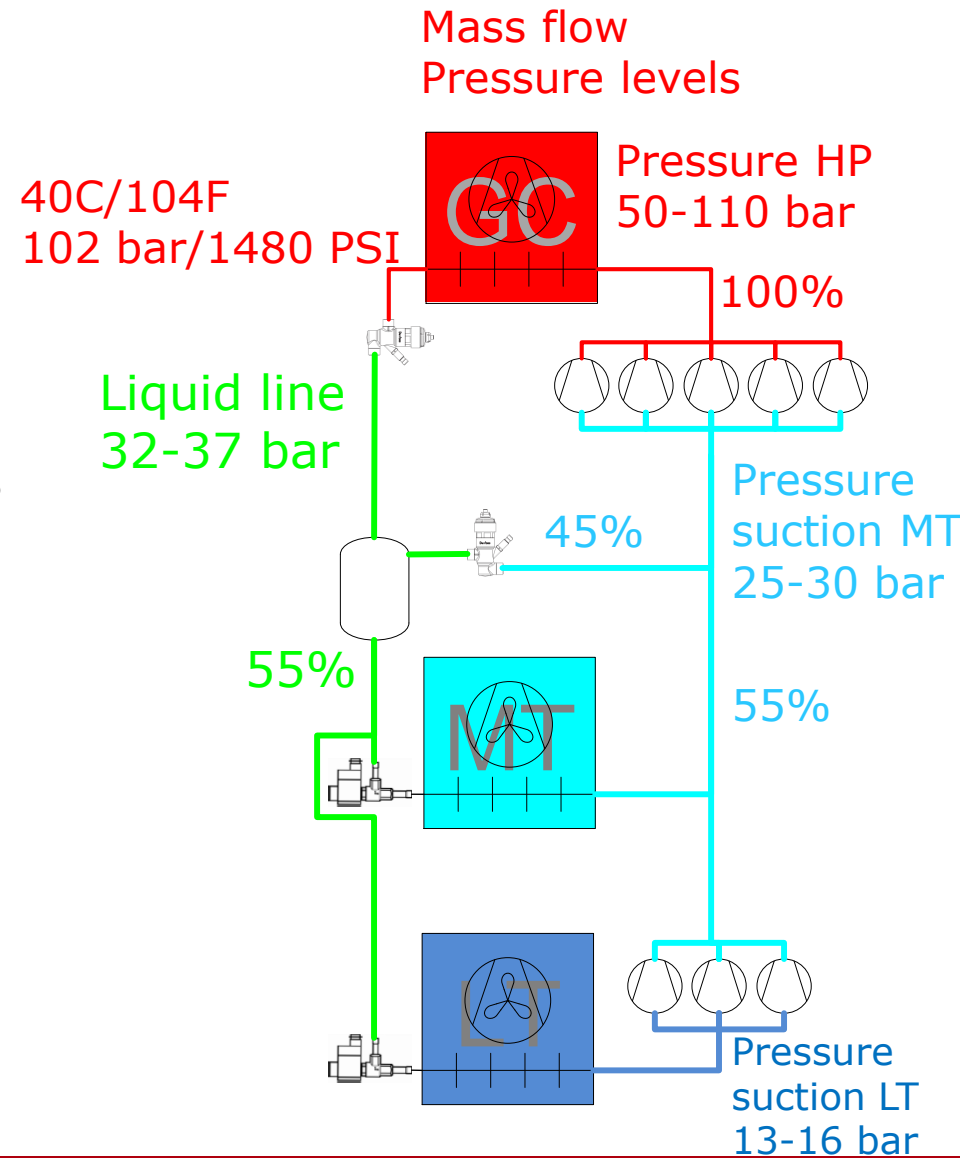 Mass flow
Pressure levels
GC
Pressure HP
50-110 bar
40C/104F
102 bar/1480 PSI
100%
Liquid line
32-37 bar
Pressure
suction MT
25-30 bar
45%
55%
MT
55%
LT
Pressure
suction LT
13-16 bar